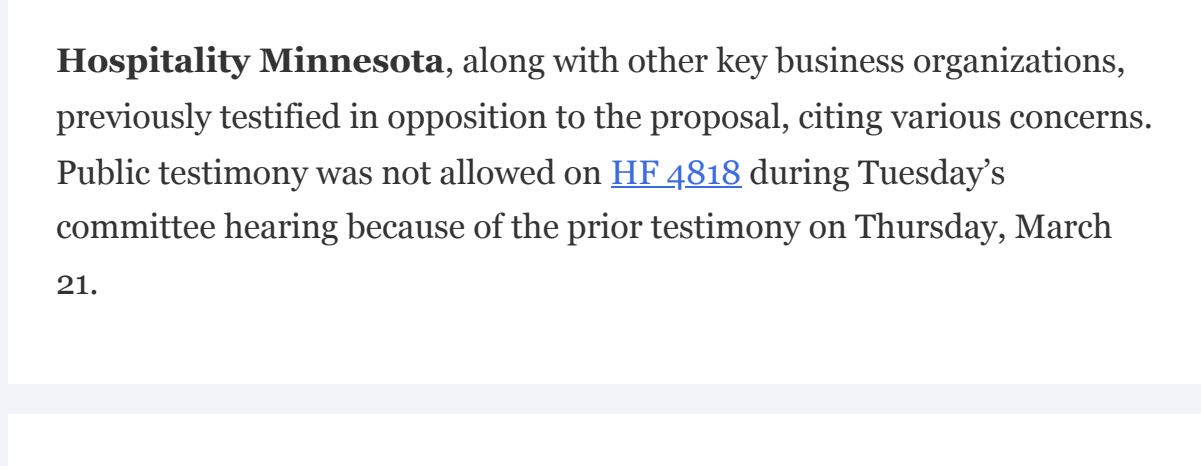 Hospitality Minnesota, along with other key business organizations,
previously testified in opposition to the proposal, citing various concerns.
Public testimony was not allowed on HF 4818 during Tuesday’s
committee hearing because of the prior testimony on Thursday, March
21.